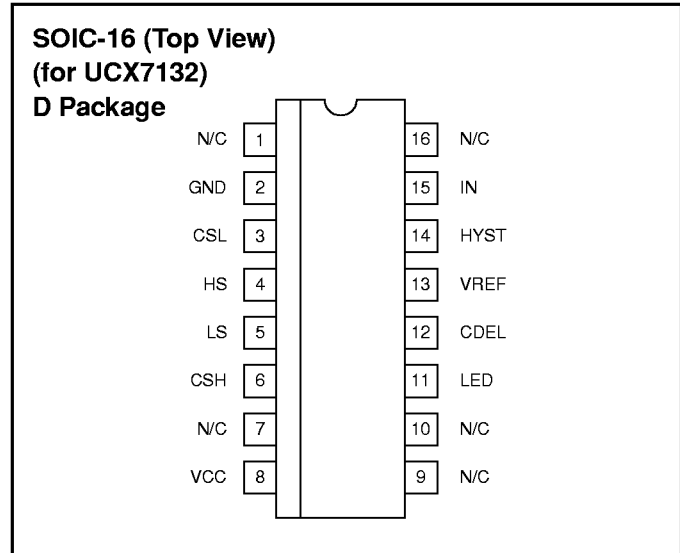 SOIC-16 (Top View)
(for UCX7132)
D Package
N/C 1 16 N/C
GND 2 15 IN
CSL 3 14 HYST
HS 4 13 VREF
LS 5 12 CDEL
CSH 6 11 LED
N/C 7 10 N/C
VCC 8 9 N/C